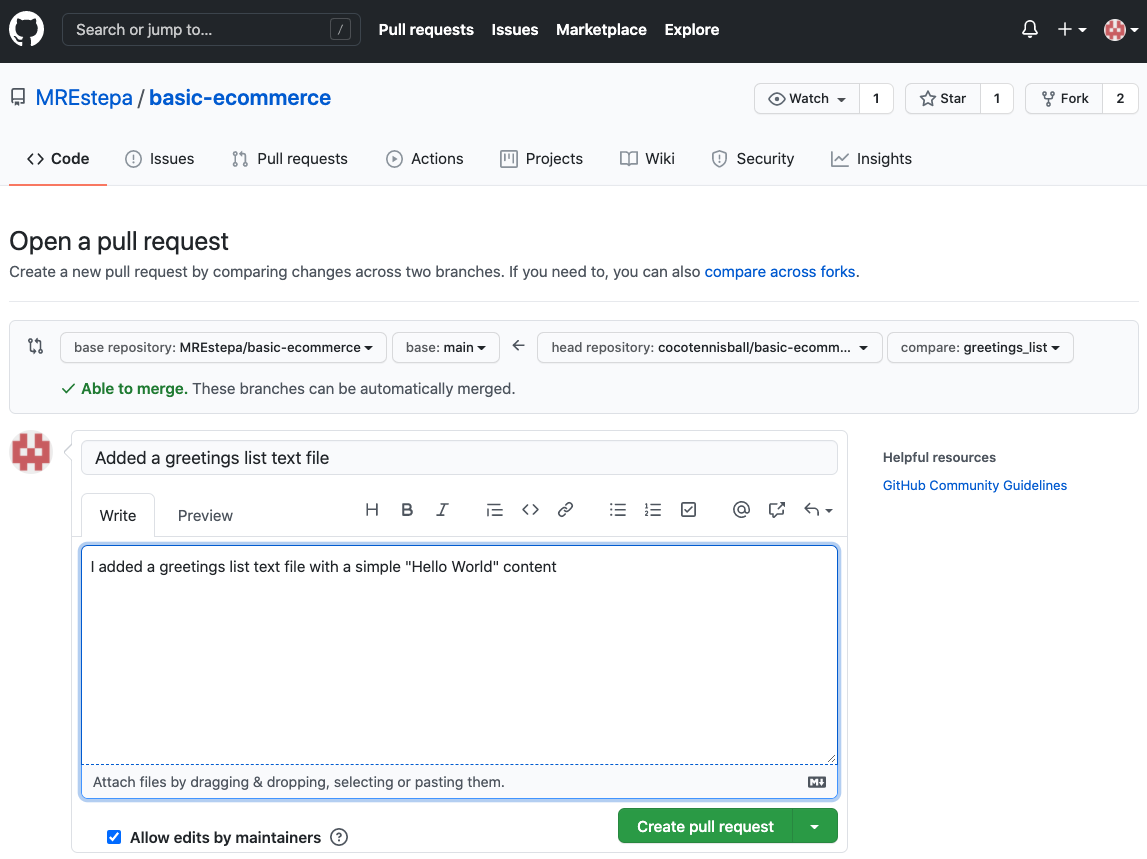 Search or jump to... /
Pull requests Issues Marketplace Explore
MREstepa / basic-ecommerce
Watch 1 Star 1 Fork 2
Code Issues Pull requests Actions Projects Wiki Security Insights
Open a pull request
Create a new pull request by comparing changes across two branches. If you need to, you can also compare across forks.
base repository: MREstepa/basic-ecommerce base: main head repository: cocotennisball/basic-ecomm... compare: greetings_list
Able to merge. These branches can be automatically merged.
Added a greetings list text file
Helpful resources
GitHub Community Guidelines
Write Preview
I added a greetings list text file with a simple "Hello World" content
Attach files by dragging & dropping, selecting or pasting them.
Allow edits by maintainers
Create pull request